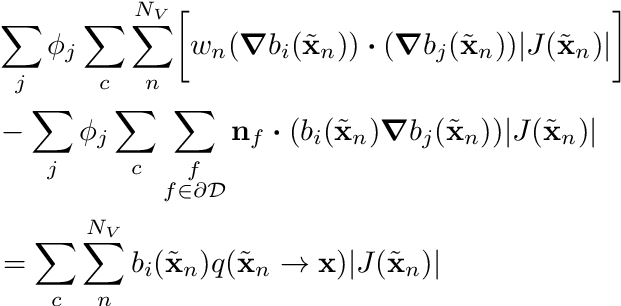 ∑_j ϕ_j ∑_c ∑_n^{N_V} [ w_n(∇b_i(x̃_n)) · (∇b_j(x̃_n))|J(x̃_n)| ]
− ∑_j ϕ_j ∑_c ∑_{f f∈∂𝒟} n_f · (b_i(x̃_n)∇b_j(x̃_n))|J(x̃_n)|
= ∑_c ∑_n^{N_V} b_i(x̃_n)q(x̃_n → x)|J(x̃_n)|